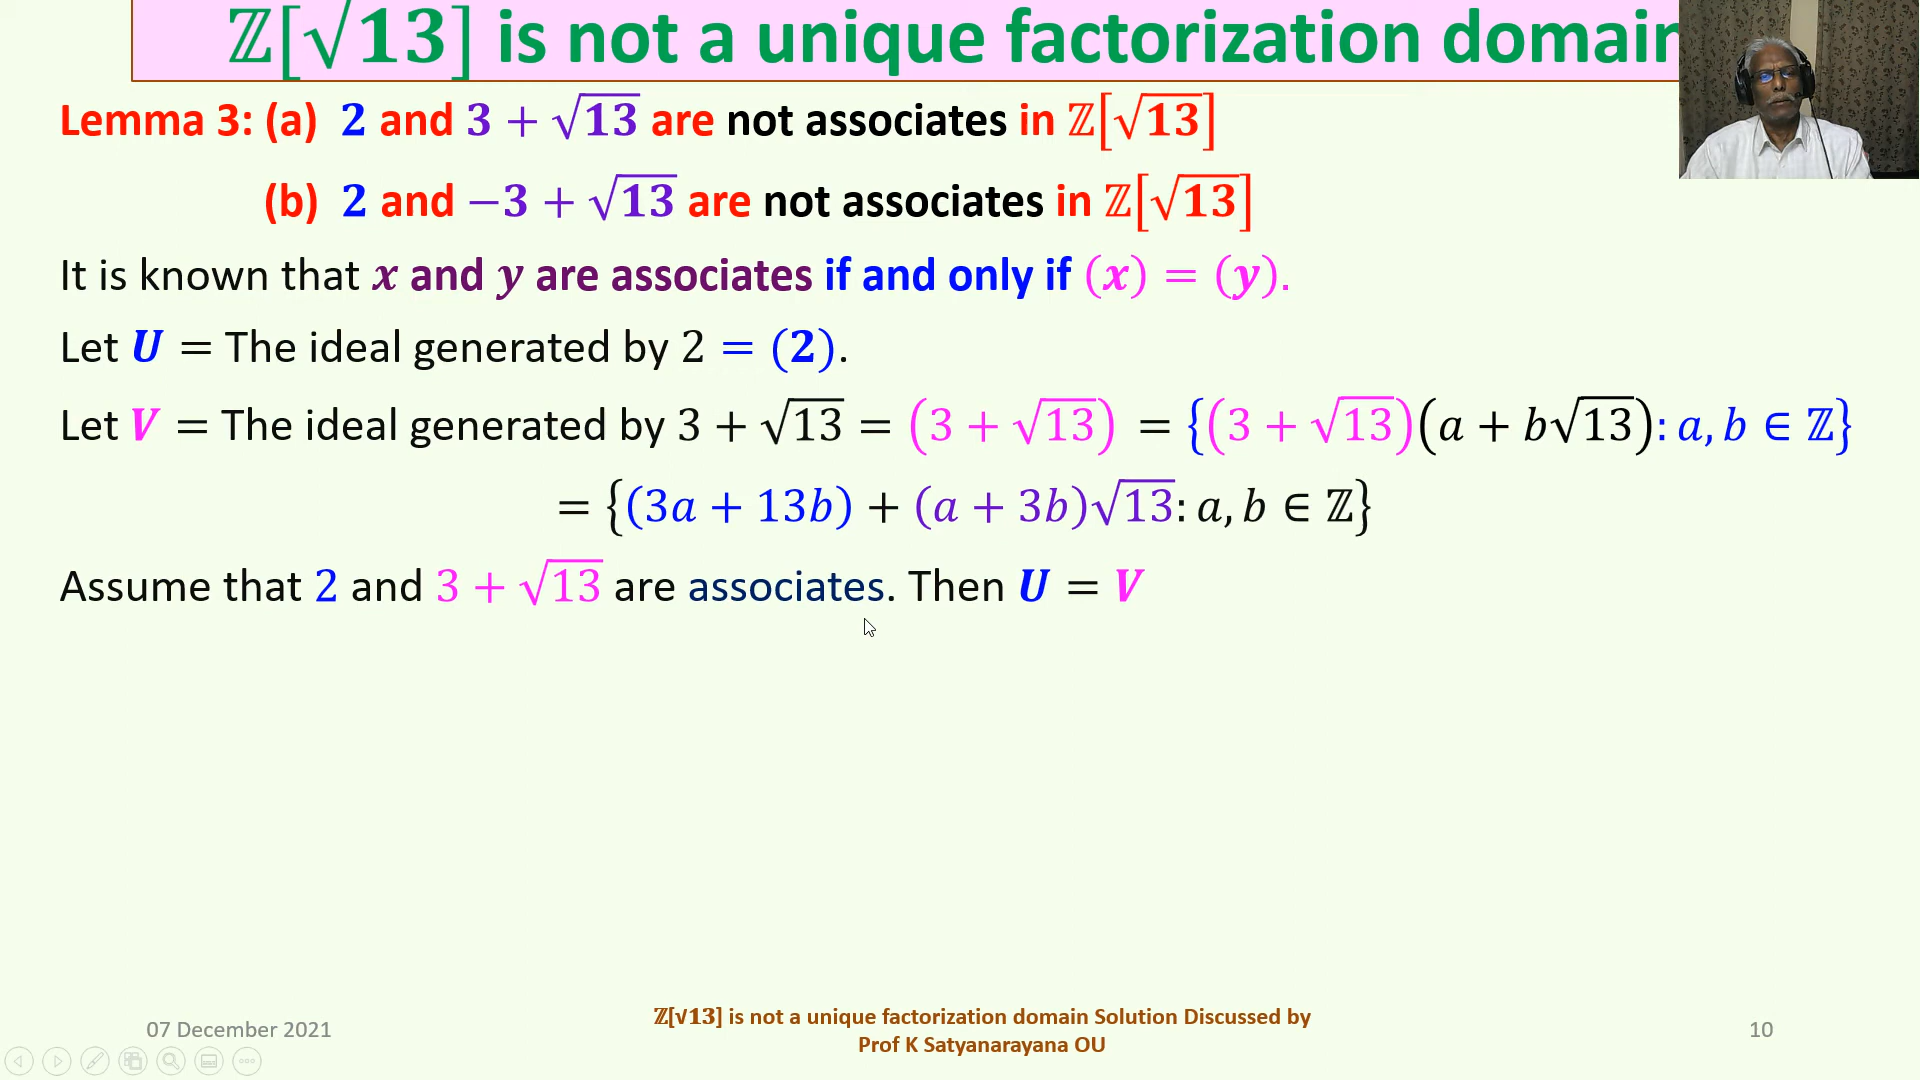 ℤ[√13] is not a unique factorization domain
Lemma 3: (a) 2 and 3 + √13 are not associates in ℤ[√13]
(b) 2 and −3 + √13 are not associates in ℤ[√13]
It is known that x and y are associates if and only if (x) = (y).
Let U = The ideal generated by 2 = (2).
Let V = The ideal generated by 3 + √13 = (3 + √13) = {(3 + √13)(a + b√13): a, b ∈ ℤ}
= {(3a + 13b) + (a + 3b)√13: a, b ∈ ℤ}
Assume that 2 and 3 + √13 are associates. Then U = V
07 December 2021
ℤ[√13] is not a unique factorization domain Solution Discussed by
Prof K Satyanarayana OU
10